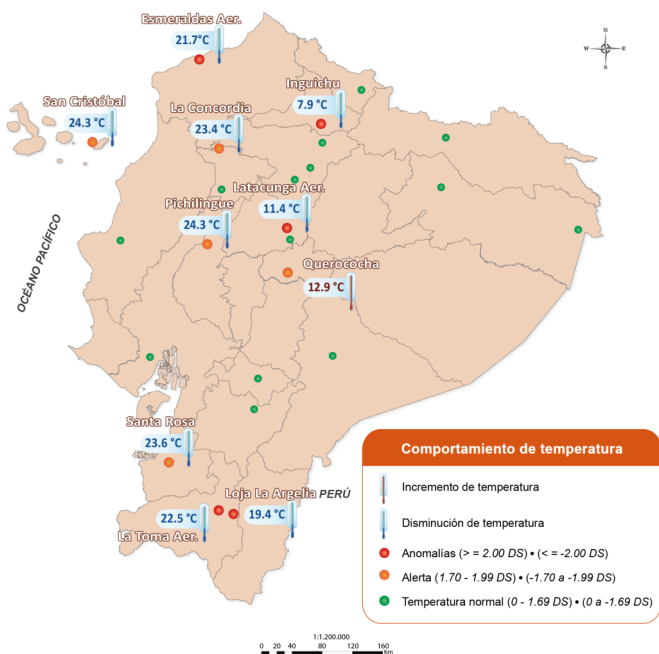 Esmeraldas Aer.
21.7°C
N
W E
S
San Cristóbal
24.3 °C
La Concordia
23.4 °C
Inguichu
7.9 °C
Latacunga Aer.
11.4 °C
Pichilingue
24.3 °C
OCÉANO PACÍFICO
Querococha
12.9 °C
Santa Rosa
23.6 °C
Loja La Argelia
PERÚ
22.5 °C
19.4 °C
La Toma Aer.
Comportamiento de temperatura
Incremento de temperatura
Disminución de temperatura
Anomalías (> = 2.00 DS) • (< = -2.00 DS)
Alerta (1.70 - 1.99 DS) • (-1.70 a -1.99 DS)
Temperatura normal (0 - 1.69 DS) • (0 a -1.69 DS)
1:1.200.000
0 20 40 80 120 160
Km